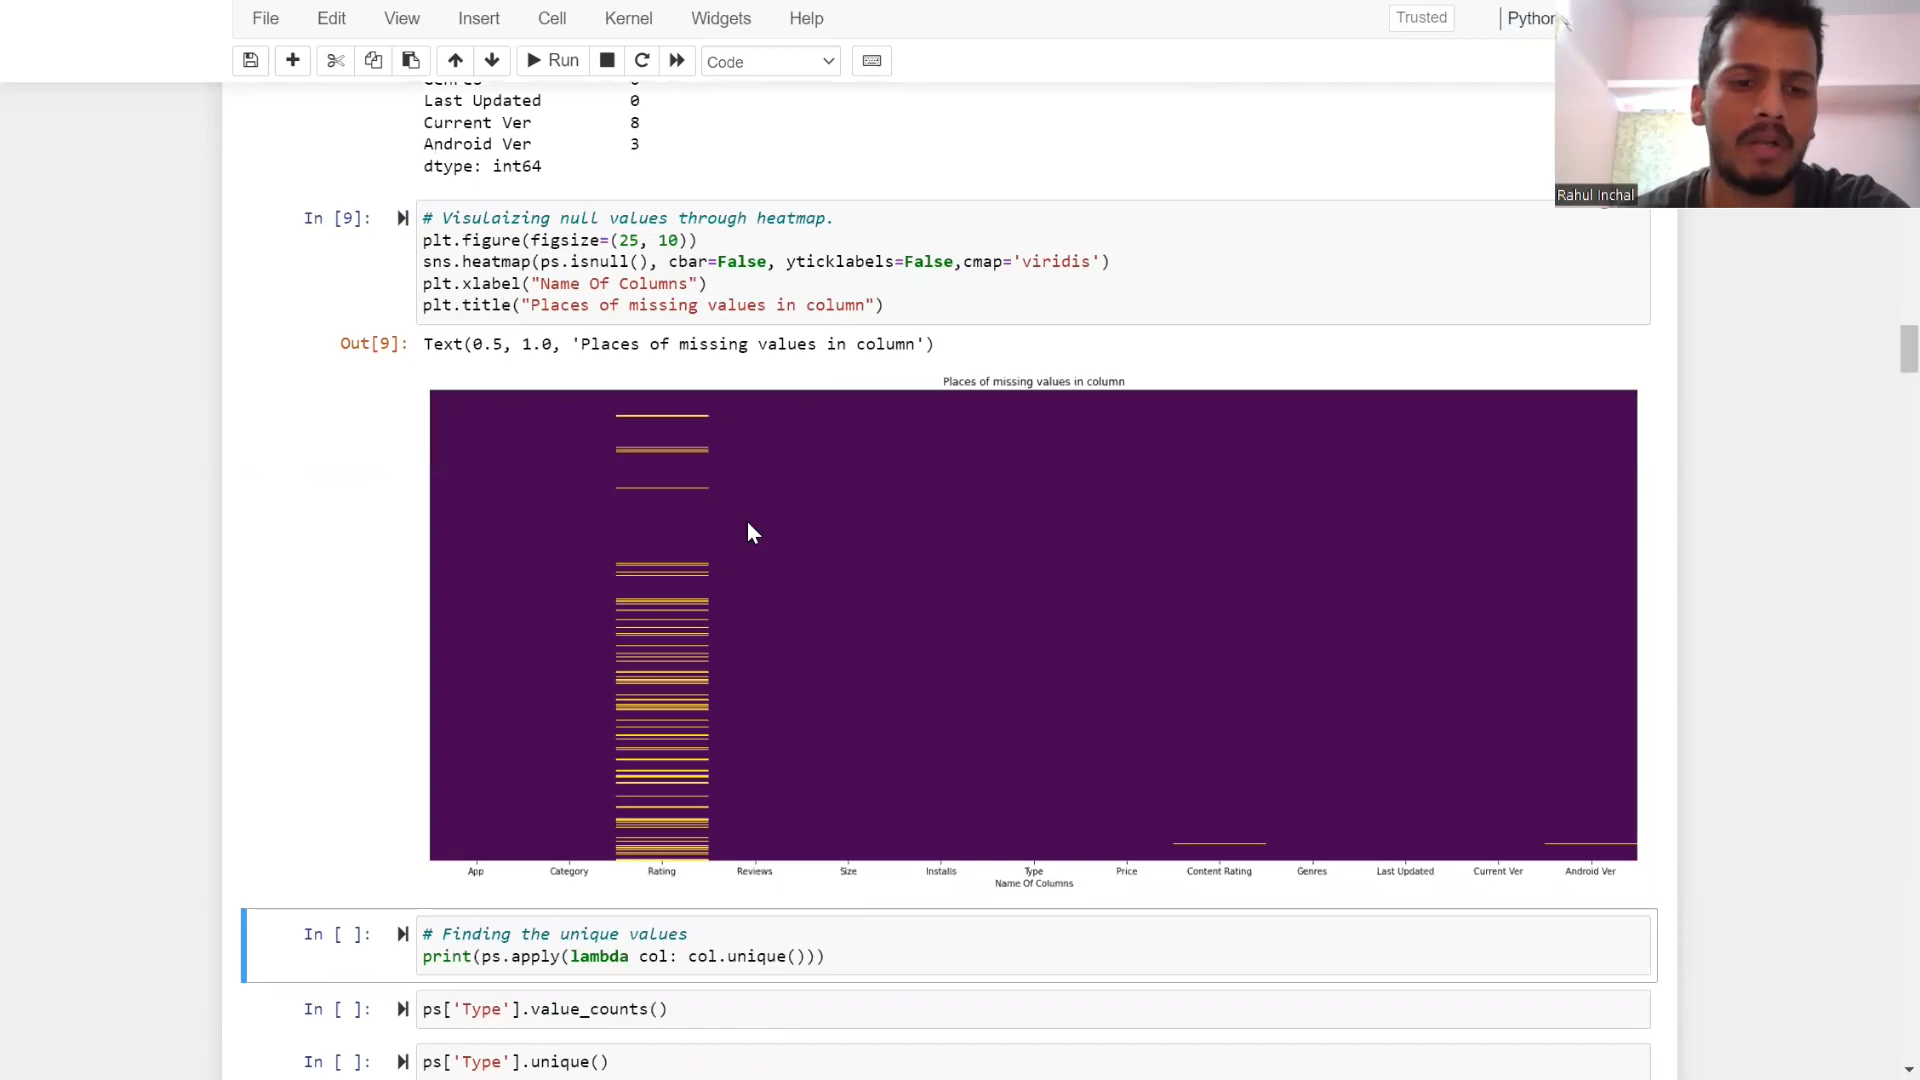 File Edit View Insert Cell Kernel Widgets Help
Trusted
Python
Run
Code
Rahul Inchal
Last Updated 0
Current Ver 8
Android Ver 3
dtype: int64
In [9]: # Visulaizing null values through heatmap.
plt.figure(figsize=(25, 10))
sns.heatmap(ps.isnull(), cbar=False, yticklabels=False,cmap='viridis')
plt.xlabel("Name Of Columns")
plt.title("Places of missing values in column")
Out[9]: Text(0.5, 1.0, 'Places of missing values in column')
Places of missing values in column
App Category Rating Reviews Size Installs Type Price Content Rating Genres Last Updated Current Ver Android Ver
Name Of Columns
In [ ]: # Finding the unique values
print(ps.apply(lambda col: col.unique()))
In [ ]: ps['Type'].value_counts()
In [ ]: ps['Type'].unique()